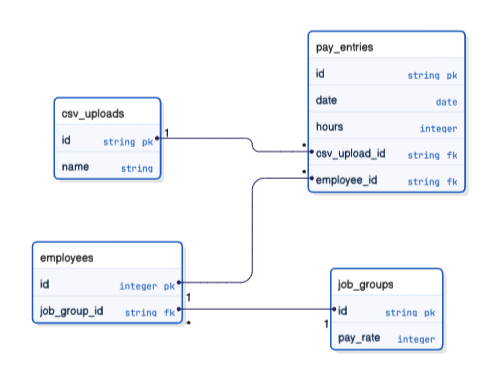 pay_entries
id string pk
date date
hours integer
csv_upload_id string fk
employee_id string fk
csv_uploads
id string pk
name string
1
*
*
employees
id integer pk
job_group_id string fk
1
*
job_groups
id string pk
pay_rate integer
1